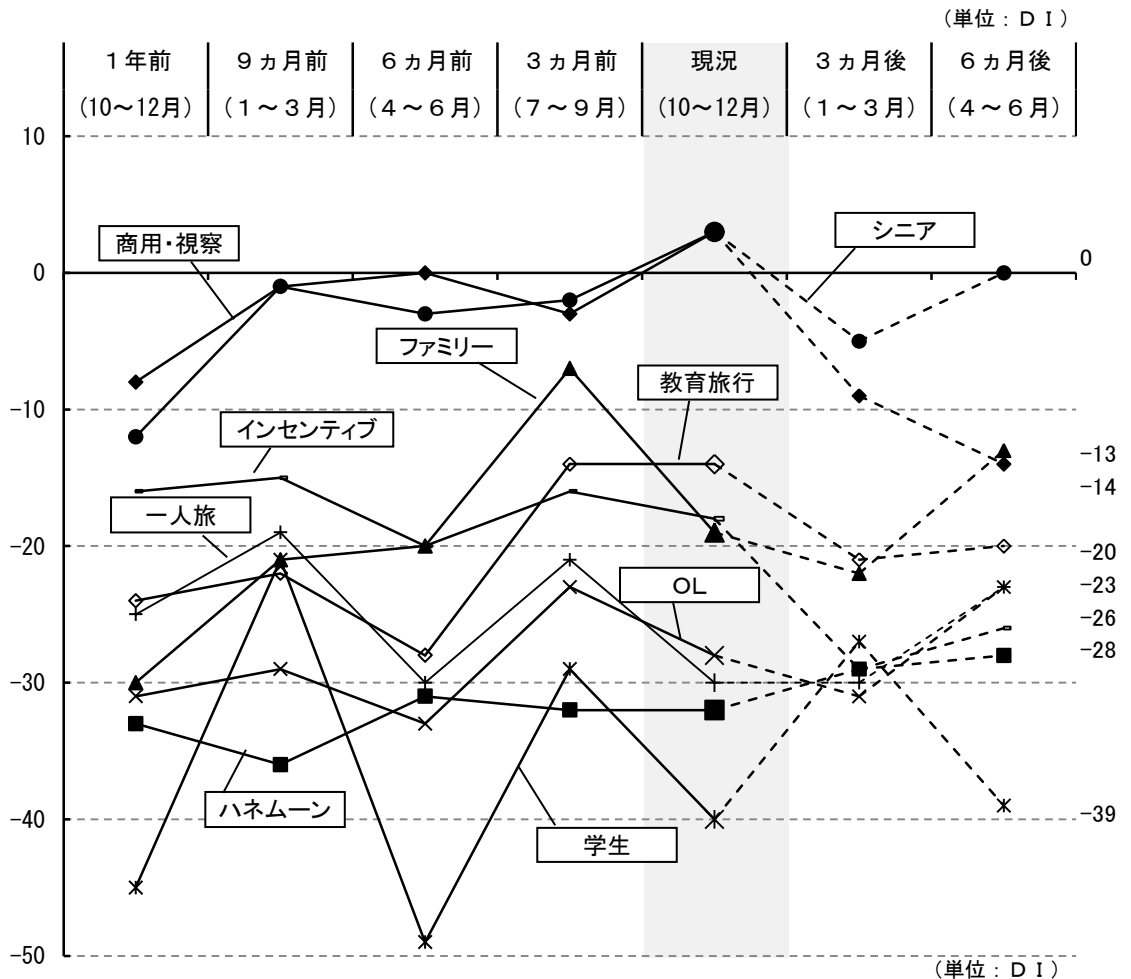 （単位：ＤＩ）
１年前 ９ヵ月前 ６ヵ月前 ３ヵ月前 現況 ３ヵ月後 ６ヵ月後
（10～12月） （１～３月） （４～６月） （７～９月） （10～12月） （１～３月） （４～６月）
10
商用・視察
シニア
0
0
ファミリー
教育旅行
-10
インセンティブ
-13
-14
一人旅
-20
-20
OL
-23
-26
-28
-30
ハネムーン
-40
-39
学生
-50
（単位：ＤＩ）